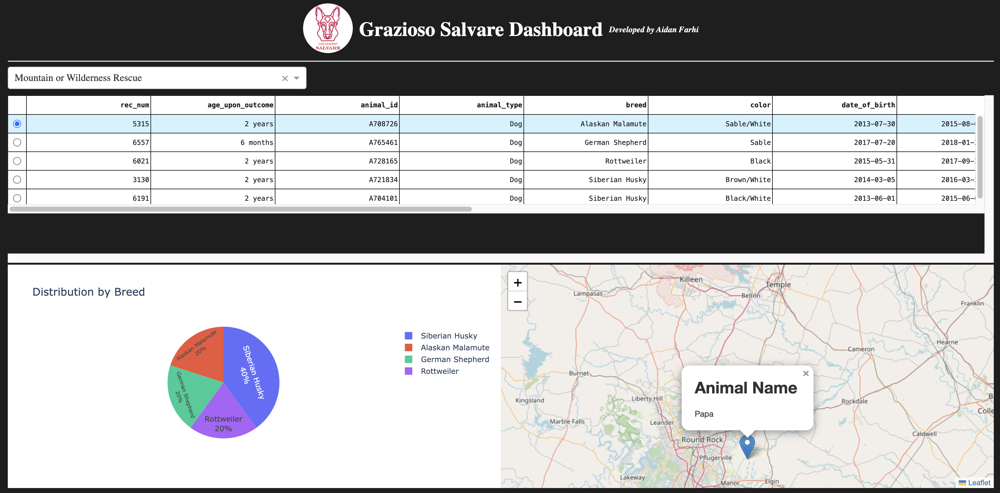 GRAZIOSO
SALVARE
Grazioso Salvare Dashboard Developed by Aidan Farhi
Mountain or Wilderness Rescue
rec_num age_upon_outcome animal_id animal_type breed color date_of_birth
5315 2 years A708726 Dog Alaskan Malamute Sable/White 2013-07-30 2015-08-
6557 6 months A765461 Dog German Shepherd Sable 2017-07-20 2018-01-
6021 2 years A728165 Dog Rottweiler Black 2015-05-31 2017-09-
3130 2 years A721834 Dog Siberian Husky Brown/White 2014-03-05 2016-03-
6191 2 years A704101 Dog Siberian Husky Black/White 2013-06-01 2015-06-
Distribution by Breed
Alaskan Malamute
20%
Siberian Husky
40%
German Shepherd
20%
Rottweiler
20%
Siberian Husky
Alaskan Malamute
German Shepherd
Rottweiler
+
−
Killeen
Temple
Lampasas
Belton
Franklin
Hearne
Cameron
Burnet
Animal Name
Papa
Kingsland
Liberty Hill
Rockdale
Colle
Marble Falls
Leander
Caldwell
Round Rock
Pflugerville
Lakeway
Manor
Elgin
Leaflet